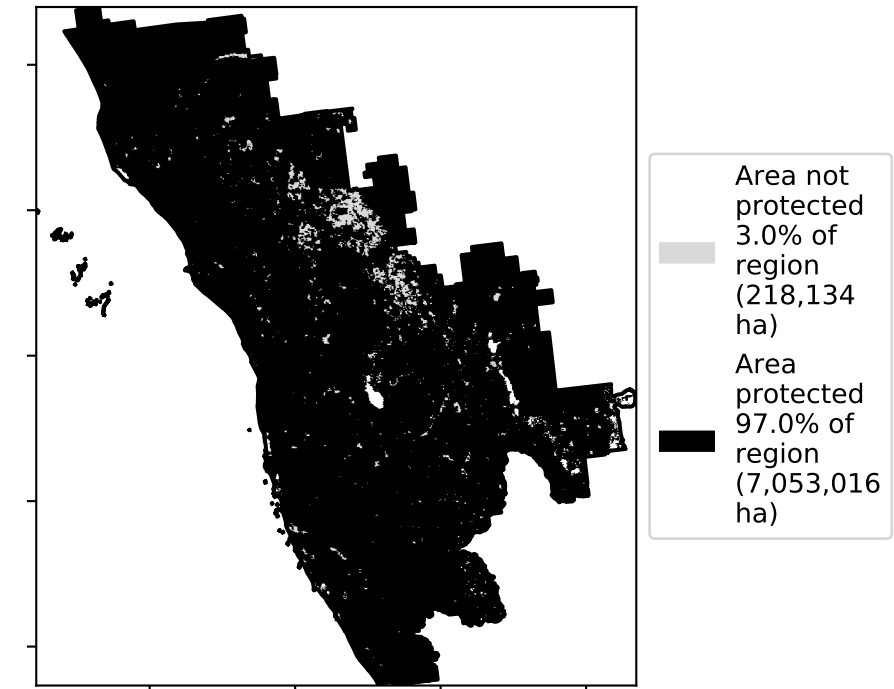 Area not
protected
3.0% of
region
(218,134
ha)
Area
protected
97.0% of
region
(7,053,016
ha)